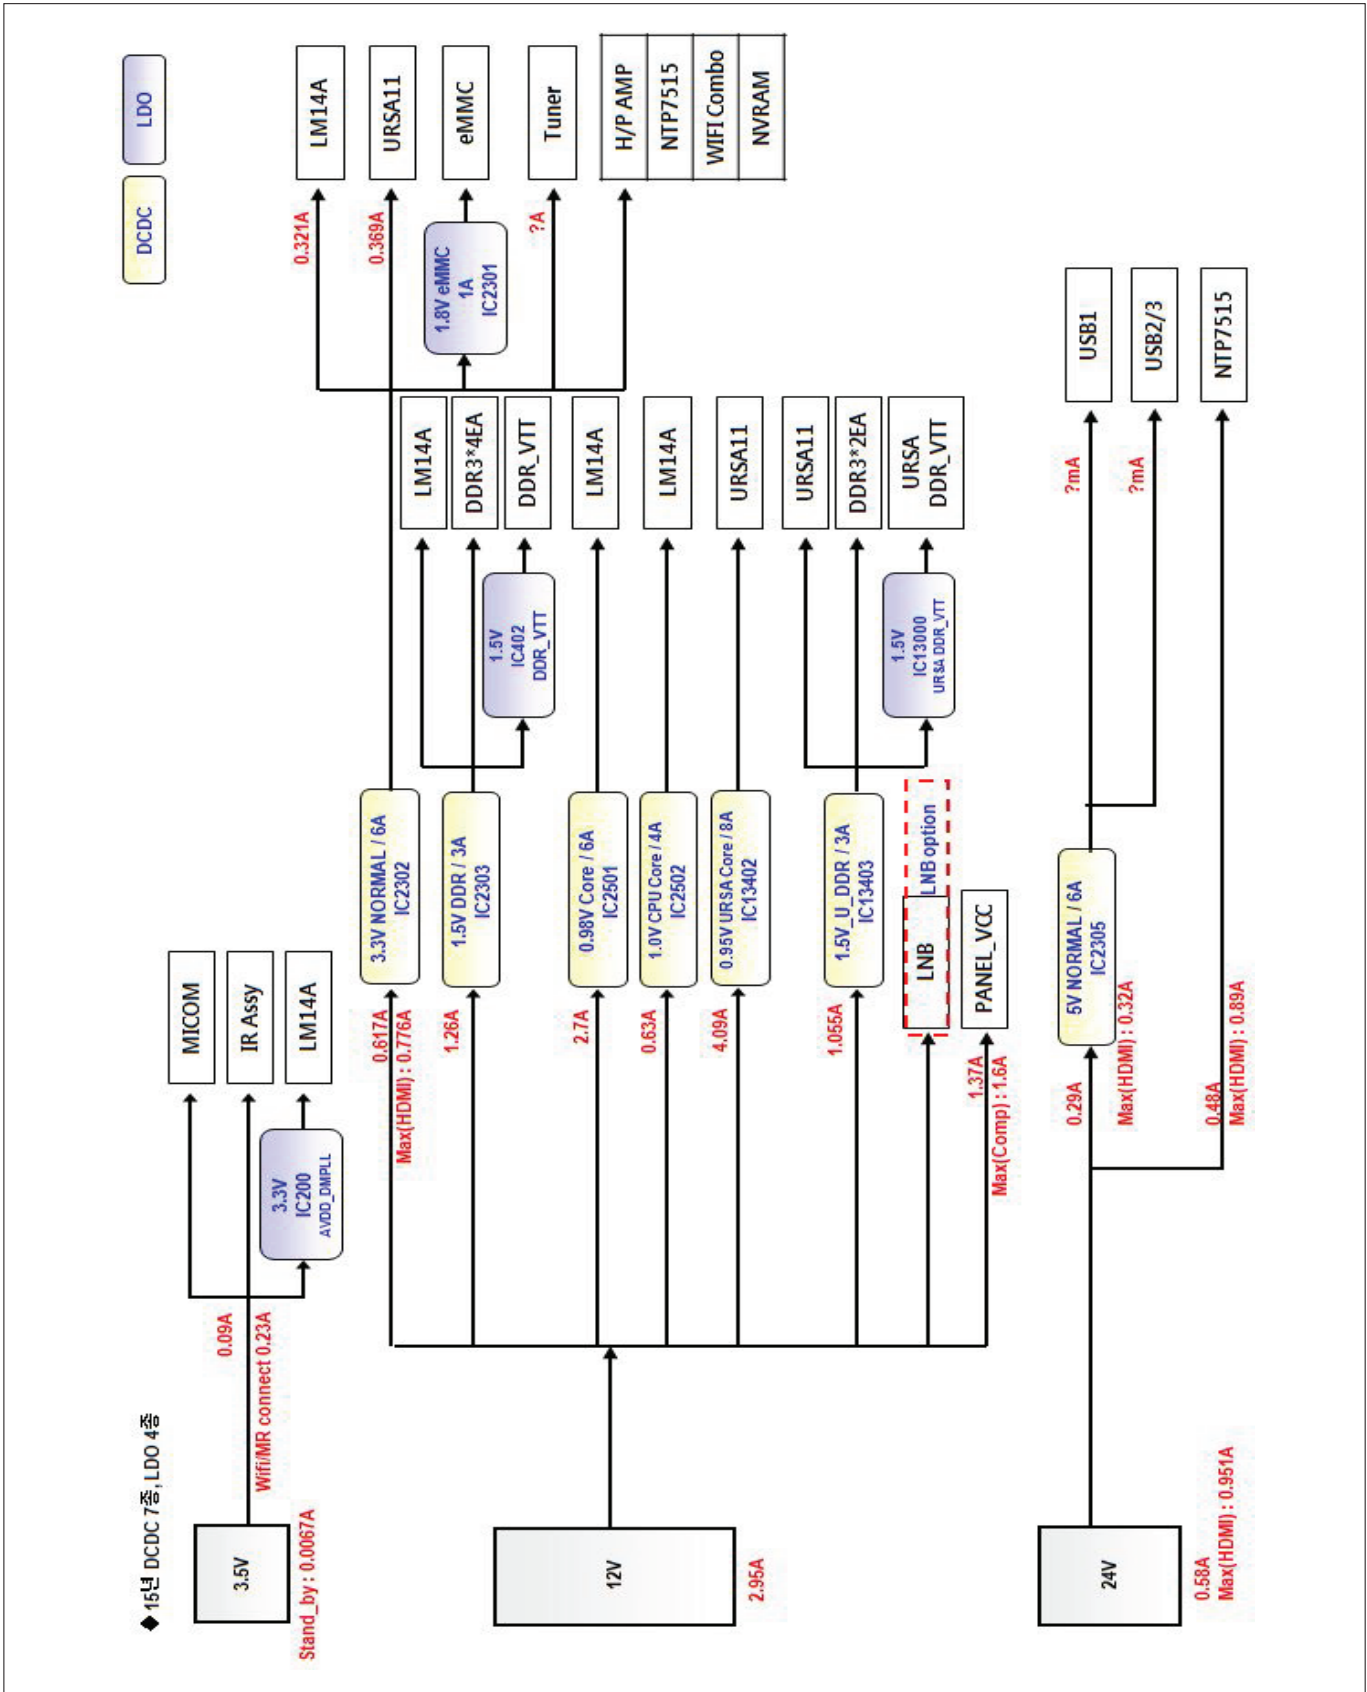 ◆15년 DCDC 7종, LDO 4종
DCDC
LDO
3.5V
Stand_by : 0.0067A
0.09A
Wifi/MR connect 0.23A
MICOM
IR Assy
3.3V
IC200
AVDD_DMPLL
LM14A
12V
2.95A
0.617A
Max(HDMI) : 0.776A
3.3V NORMAL / 6A
IC2302
0.321A
LM14A
0.369A
URSA11
1.8V eMMC
1A
IC2301
eMMC
?A
Tuner
H/P AMP
NTP7515
WIFI Combo
NVRAM
1.26A
1.5V DDR / 3A
IC2303
LM14A
DDR3*4EA
1.5V
IC402
DDR_VTT
DDR_VTT
2.7A
0.98V Core / 6A
IC2501
LM14A
0.63A
1.0V CPU Core / 4A
IC2502
LM14A
4.09A
0.95V URSA Core / 8A
IC13402
URSA11
1.055A
1.5V_U_DDR / 3A
IC13403
URSA11
DDR3*2EA
1.5V
IC13000
URSA DDR_VTT
URSA
DDR_VTT
LNB
LNB option
1.37A
Max(Comp) : 1.6A
PANEL_VCC
24V
0.58A
Max(HDMI) : 0.951A
0.29A
Max(HDMI) : 0.32A
5V NORMAL / 6A
IC2305
?mA
USB1
?mA
USB2/3
0.48A
Max(HDMI) : 0.89A
NTP7515